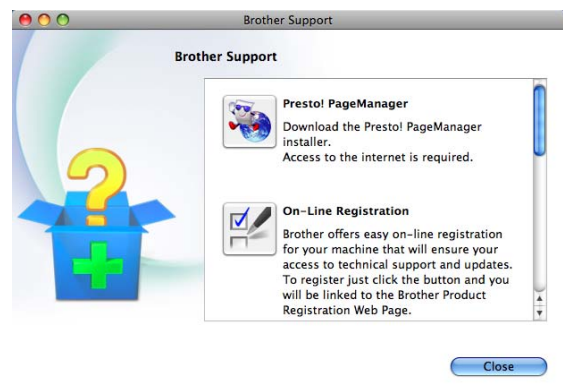 Brother Support
Brother Support
Presto! PageManager
Download the Presto! PageManager
installer.
Access to the internet is required.
On-Line Registration
Brother offers easy on-line registration
for your machine that will ensure your
access to technical support and updates.
To register just click the button and you
will be linked to the Brother Product
Registration Web Page.
Close